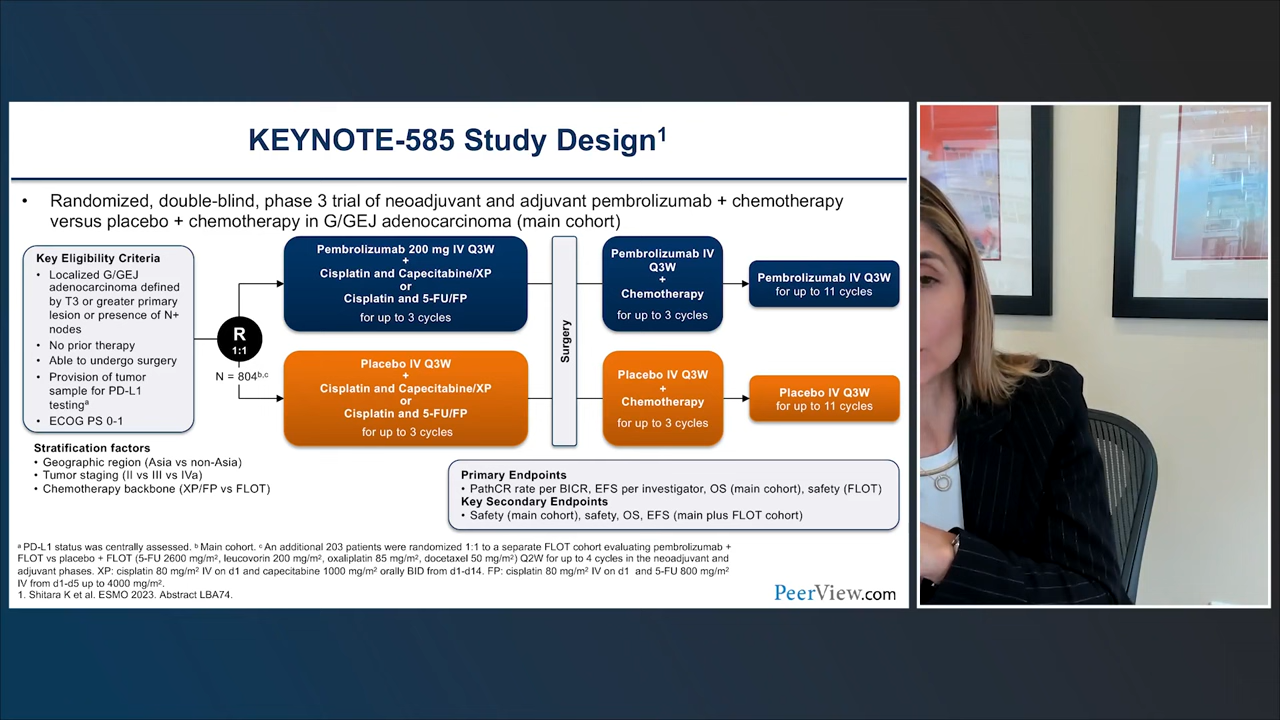 KEYNOTE-585 Study Design¹
• Randomized, double-blind, phase 3 trial of neoadjuvant and adjuvant pembrolizumab + chemotherapy
versus placebo + chemotherapy in G/GEJ adenocarcinoma (main cohort)
Key Eligibility Criteria
• Localized G/GEJ
adenocarcinoma defined
by T3 or greater primary
lesion or presence of N+
nodes
• No prior therapy
• Able to undergo surgery
• Provision of tumor
sample for PD-L1
testingᵃ
• ECOG PS 0-1
R
1:1
N = 804ᵇ,ᶜ
Pembrolizumab 200 mg IV Q3W
+
Cisplatin and Capecitabine/XP
or
Cisplatin and 5-FU/FP
for up to 3 cycles
Placebo IV Q3W
+
Cisplatin and Capecitabine/XP
or
Cisplatin and 5-FU/FP
for up to 3 cycles
Surgery
Pembrolizumab IV
Q3W
+
Chemotherapy
for up to 3 cycles
Placebo IV Q3W
+
Chemotherapy
for up to 3 cycles
Pembrolizumab IV Q3W
for up to 11 cycles
Placebo IV Q3W
for up to 11 cycles
Stratification factors
• Geographic region (Asia vs non-Asia)
• Tumor staging (II vs III vs IVa)
• Chemotherapy backbone (XP/FP vs FLOT)
Primary Endpoints
• PathCR rate per BICR, EFS per investigator, OS (main cohort), safety (FLOT)
Key Secondary Endpoints
• Safety (main cohort), safety, OS, EFS (main plus FLOT cohort)
ᵃ PD-L1 status was centrally assessed. ᵇ Main cohort. ᶜ An additional 203 patients were randomized 1:1 to a separate FLOT cohort evaluating pembrolizumab +
FLOT vs placebo + FLOT (5-FU 2600 mg/m², leucovorin 200 mg/m², oxaliplatin 85 mg/m², docetaxel 50 mg/m²) Q2W for up to 4 cycles in the neoadjuvant and
adjuvant phases. XP: cisplatin 80 mg/m² IV on d1 and capecitabine 1000 mg/m² orally BID from d1-d14. FP: cisplatin 80 mg/m² IV on d1 and 5-FU 800 mg/m²
IV from d1-d5 up to 4000 mg/m².
1. Shitara K et al. ESMO 2023. Abstract LBA74.
PeerView.com